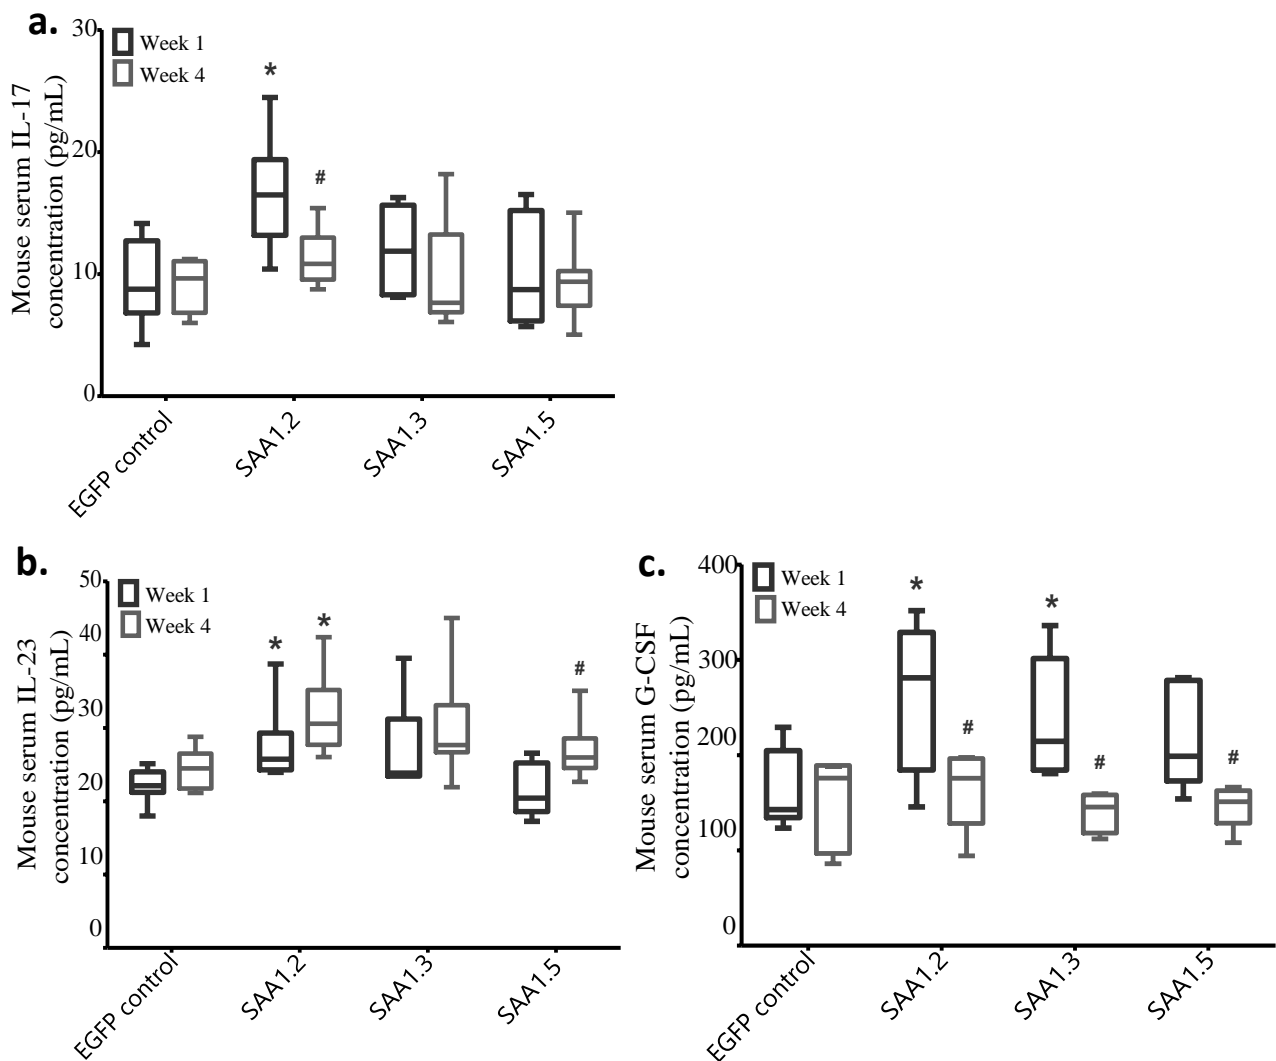 a.
30
20
10
0
Mouse serum IL-17
concentration (pg/mL)
Week 1
Week 4
*
#
EGFP control
SAA1.2
SAA1.3
SAA1.5
b.
50
40
30
20
10
0
Mouse serum IL-23
concentration (pg/mL)
Week 1
Week 4
*
*
#
EGFP control
SAA1.2
SAA1.3
SAA1.5
c.
400
300
200
100
0
Mouse serum G-CSF
concentration (pg/mL)
Week 1
Week 4
*
#
*
#
#
EGFP control
SAA1.2
SAA1.3
SAA1.5